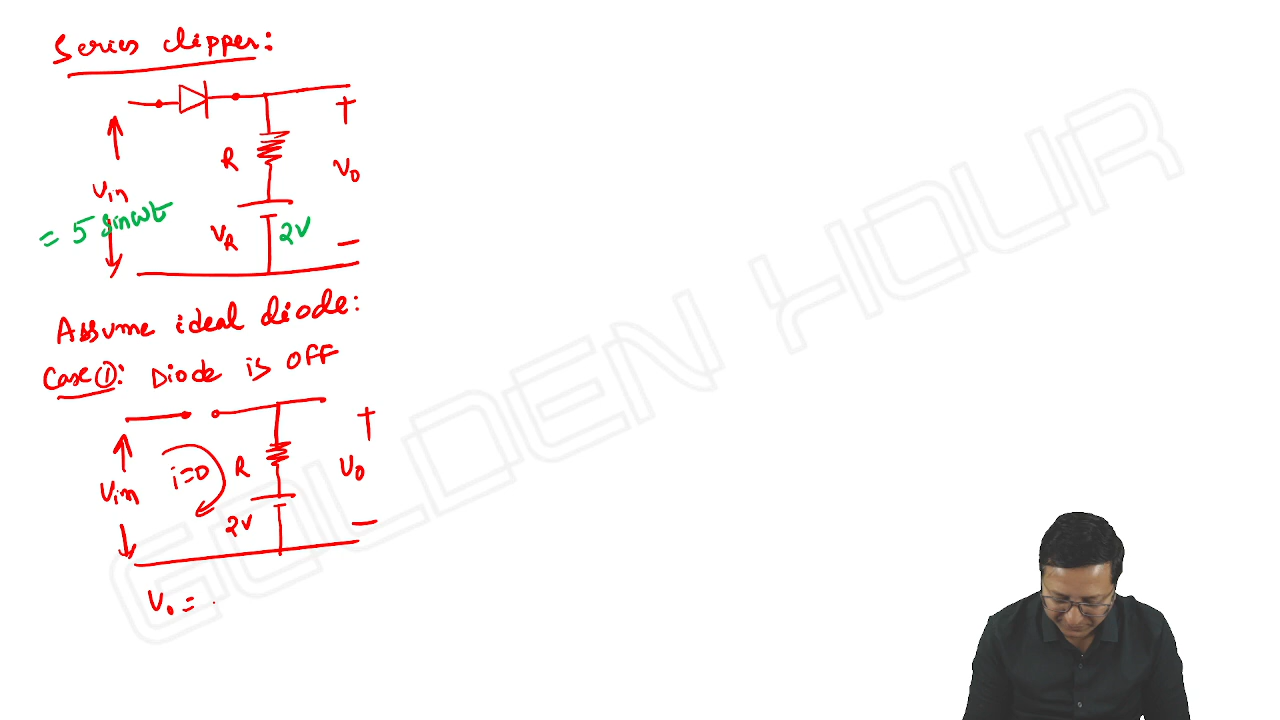 Series clipper:
R
Vin
= 5 sinωt
VR
2V
+
V0
−
Assume ideal diode:
Case ①: Diode is OFF
Vin
i=0
R
2V
+
V0
−
V0 =
GOLDEN HOUR